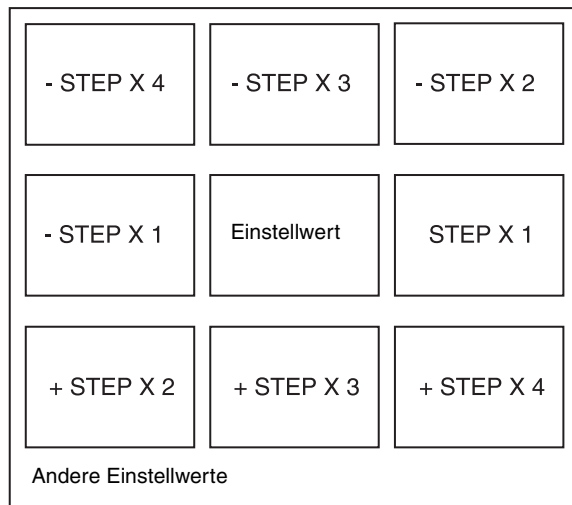 - STEP X 4 - STEP X 3 - STEP X 2
- STEP X 1 Einstellwert STEP X 1
+ STEP X 2 + STEP X 3 + STEP X 4
Andere Einstellwerte